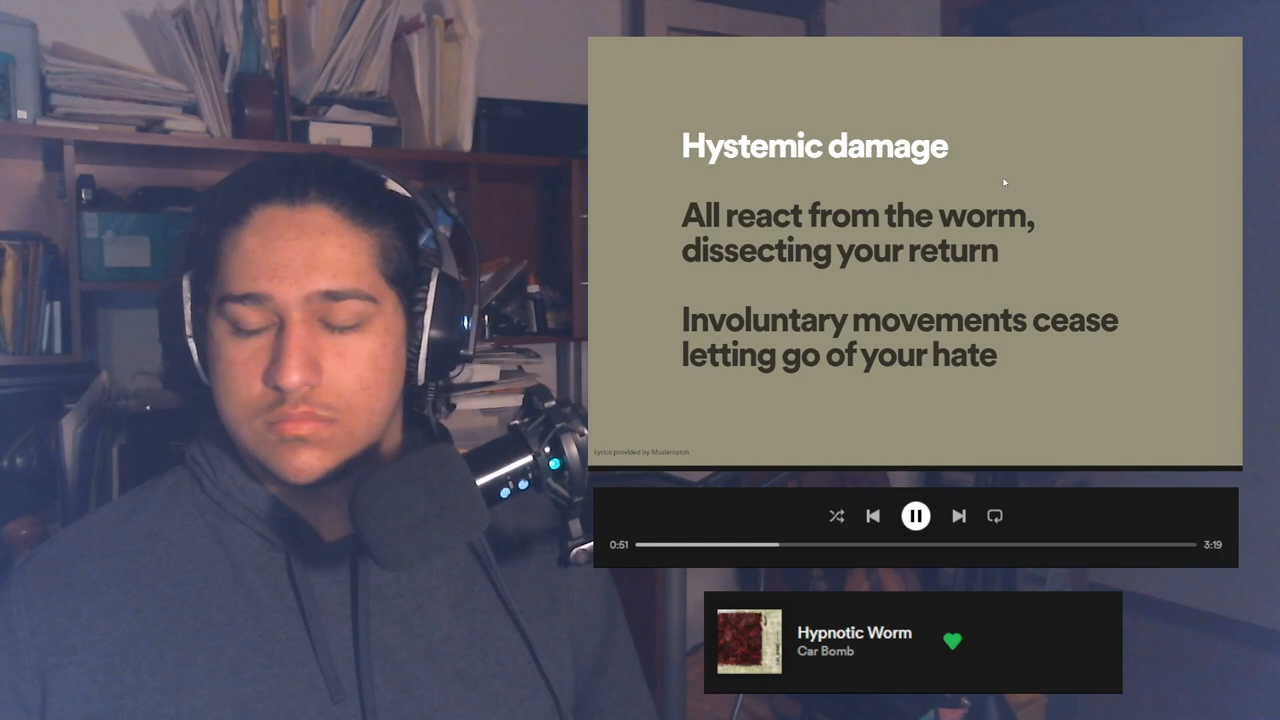 Hystemic damage
All react from the worm,
dissecting your return
Involuntary movements cease
letting go of your hate
Lyrics provided by Musixmatch
0:51
3:19
Hypnotic Worm
Car Bomb